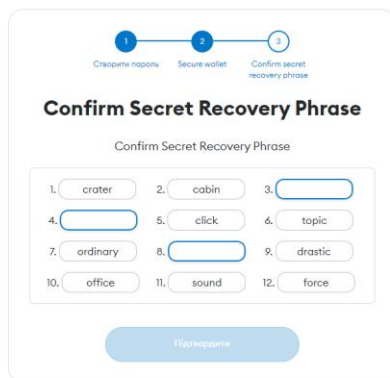 1 2 3
Створити пароль Secure wallet Confirm secret
recovery phrase
Confirm Secret Recovery Phrase
Confirm Secret Recovery Phrase
1. crater 2. cabin 3.
4. 5. click 6. topic
7. ordinary 8. 9. drastic
10. office 11. sound 12. force
Підтвердити